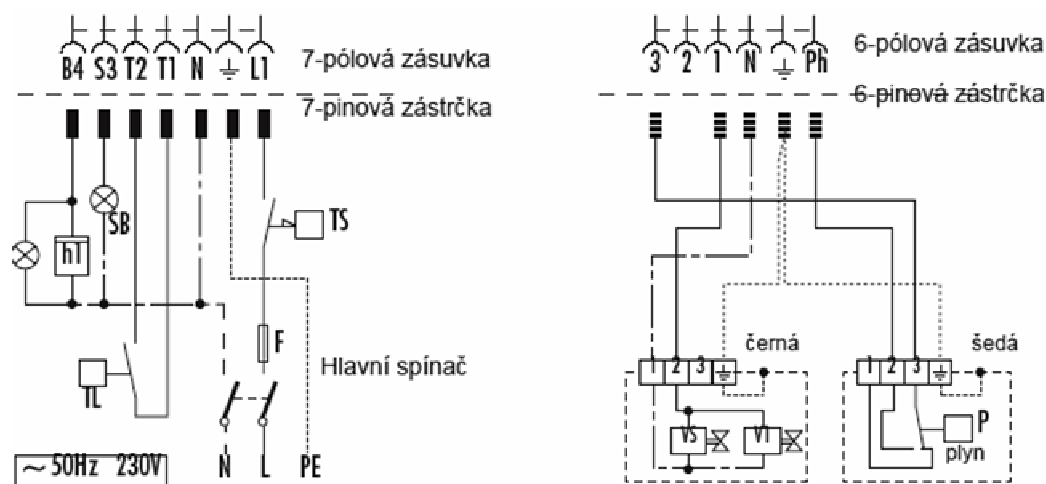 B4 S3 T2 T1 N L1
7-pólová zásuvka
7-pinová zástrčka
SB
h1
TS
F
TL
Hlavní spínač
~ 50Hz 230V
N L PE
3 2 1 N Ph
6-pólová zásuvka
6-pinová zástrčka
černá
1 2 3
VS V1
šedá
1 2 3
P
plyn